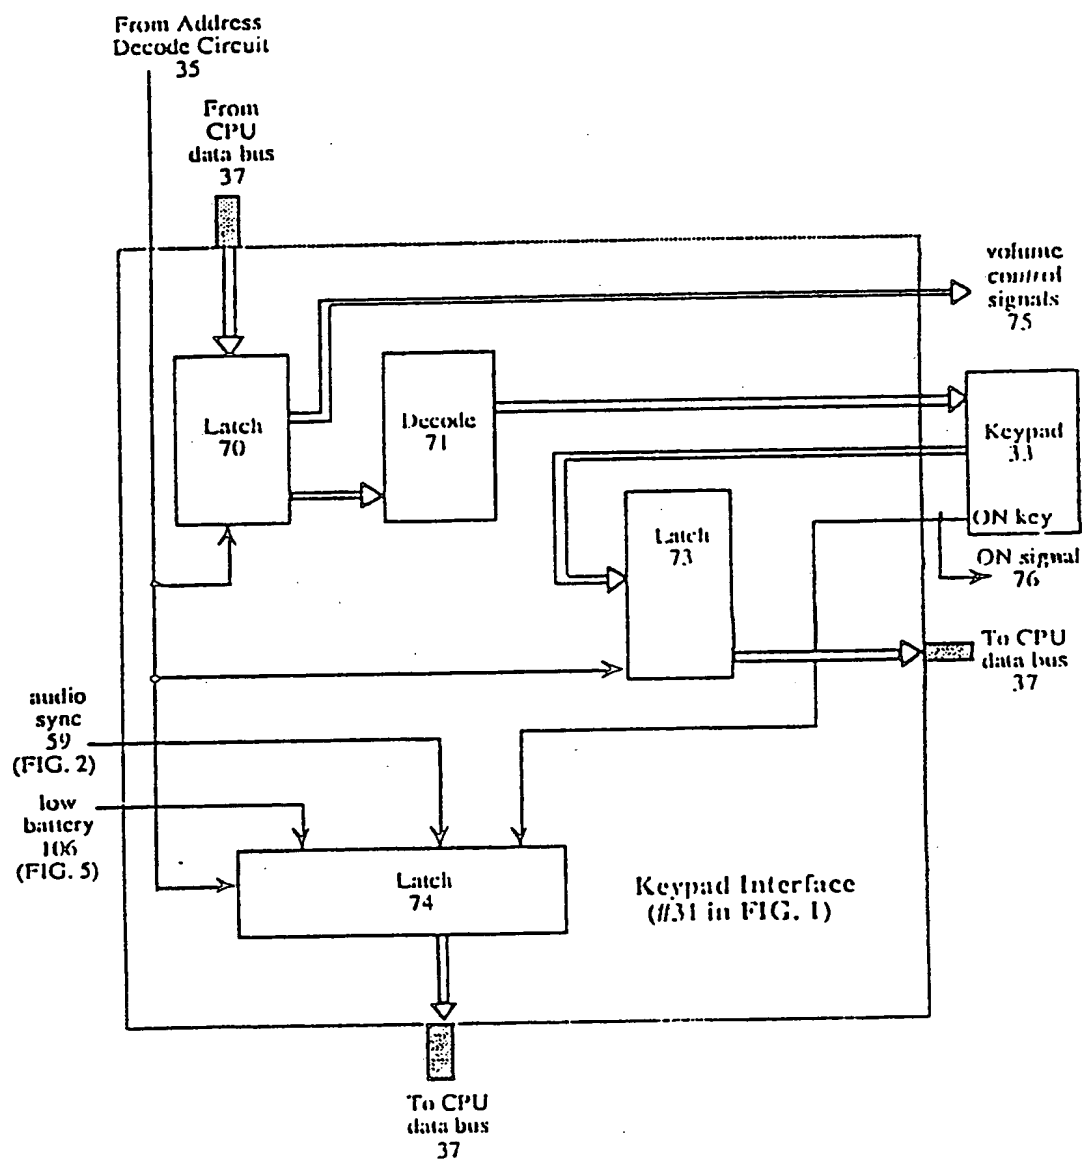 From Address
Decode Circuit
35
From
CPU
data bus
37
volume
control
signals
75
Latch
70
Decode
71
Keypad
33
ON key
Latch
73
ON signal
76
To CPU
data bus
37
audio
sync
59
(FIG. 2)
low
battery
106
(FIG. 5)
Latch
74
Keypad Interface
(#31 in FIG. 1)
To CPU
data bus
37